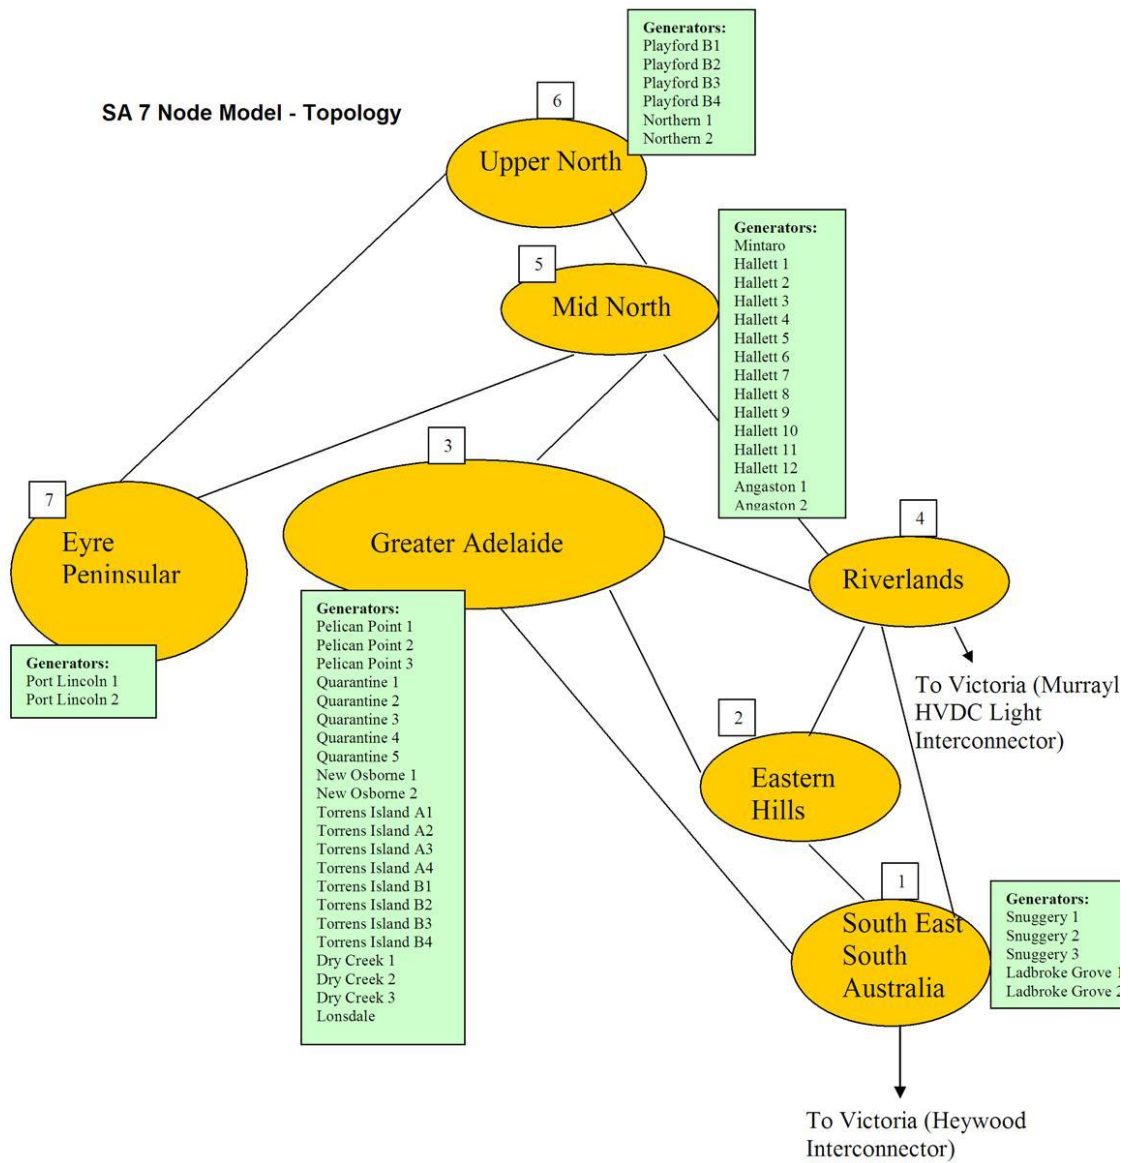 Generators:
Playford B1
Playford B2
Playford B3
Playford B4
Northern 1
Northern 2
SA 7 Node Model - Topology
6
Upper North
Generators:
Mintaro
Hallett 1
Hallett 2
Hallett 3
Hallett 4
Hallett 5
Hallett 6
Hallett 7
Hallett 8
Hallett 9
Hallett 10
Hallett 11
Hallett 12
Angaston 1
Angaston 2
5
Mid North
3
Greater Adelaide
7
Eyre
Peninsular
4
Riverlands
Generators:
Port Lincoln 1
Port Lincoln 2
Generators:
Pelican Point 1
Pelican Point 2
Pelican Point 3
Quarantine 1
Quarantine 2
Quarantine 3
Quarantine 4
Quarantine 5
New Osborne 1
New Osborne 2
Torrens Island A1
Torrens Island A2
Torrens Island A3
Torrens Island A4
Torrens Island B1
Torrens Island B2
Torrens Island B3
Torrens Island B4
Dry Creek 1
Dry Creek 2
Dry Creek 3
Lonsdale
To Victoria (Murrayl
HVDC Light
Interconnector)
2
Eastern
Hills
1
South East
South
Australia
Generators:
Snuggery 1
Snuggery 2
Snuggery 3
Ladbroke Grove 1
Ladbroke Grove 2
To Victoria (Heywood
Interconnector)